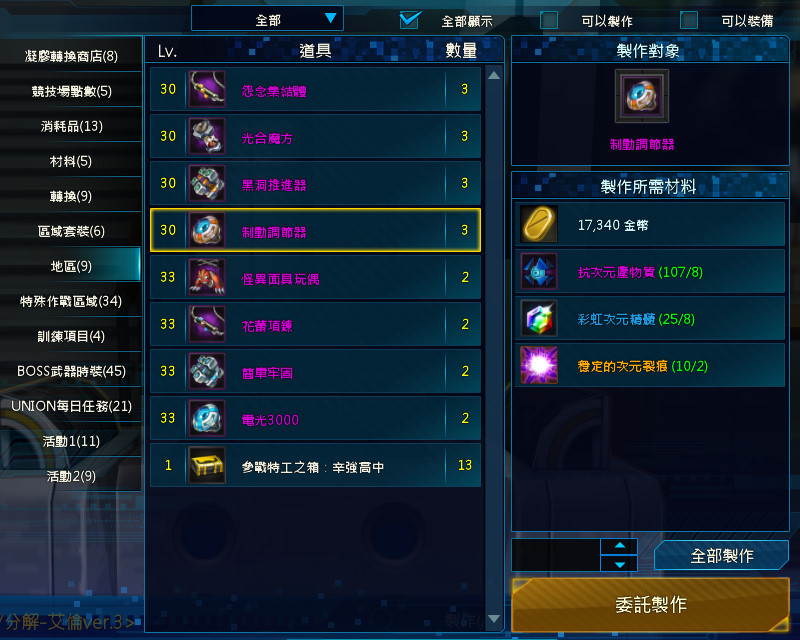 全部
全部顯示
可以製作
可以裝備
凝膠轉換商店(8)
競技場點數(5)
消耗品(13)
材料(5)
轉換(9)
區域套裝(6)
地區(9)
特殊作戰區域(34)
訓練項目(4)
BOSS武器時裝(45)
UNION每日任務(21)
活動1(11)
活動2(9)
Lv. 道具 數量
30 怨念集結體 3
30 光合魔方 3
30 黑洞推進器 3
30 制動調節器 3
33 怪異面具玩偶 2
33 花蕾項鍊 2
33 簡單牢固 2
33 電光3000 2
1 參戰特工之箱 : 幸強高中 13
製作對象
制動調節器
製作所需材料
17,340 金幣
抗次元塵物質 (107/8)
彩虹次元精髓 (25/8)
穩定的次元裂痕 (10/2)
全部製作
委託製作
/分解-艾倫ver.3>